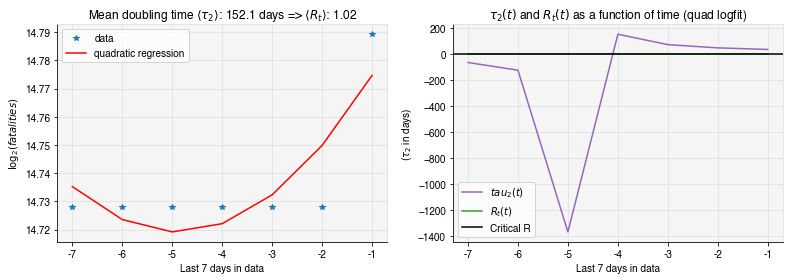 Mean doubling time ⟨τ₂⟩: 152.1 days => ⟨Rₜ⟩: 1.02
14.79
14.78
14.77
14.76
14.75
14.74
14.73
14.72
log₂(fatalities)
data
quadratic regression
-7 -6 -5 -4 -3 -2 -1
Last 7 days in data
τ₂(t) and Rₜ(t) as a function of time (quad logfit)
200
0
−200
−400
−600
−800
−1000
−1200
−1400
(τ₂ in days)
tau₂(t)
Rₜ(t)
Critical R
-7 -6 -5 -4 -3 -2 -1
Last 7 days in data